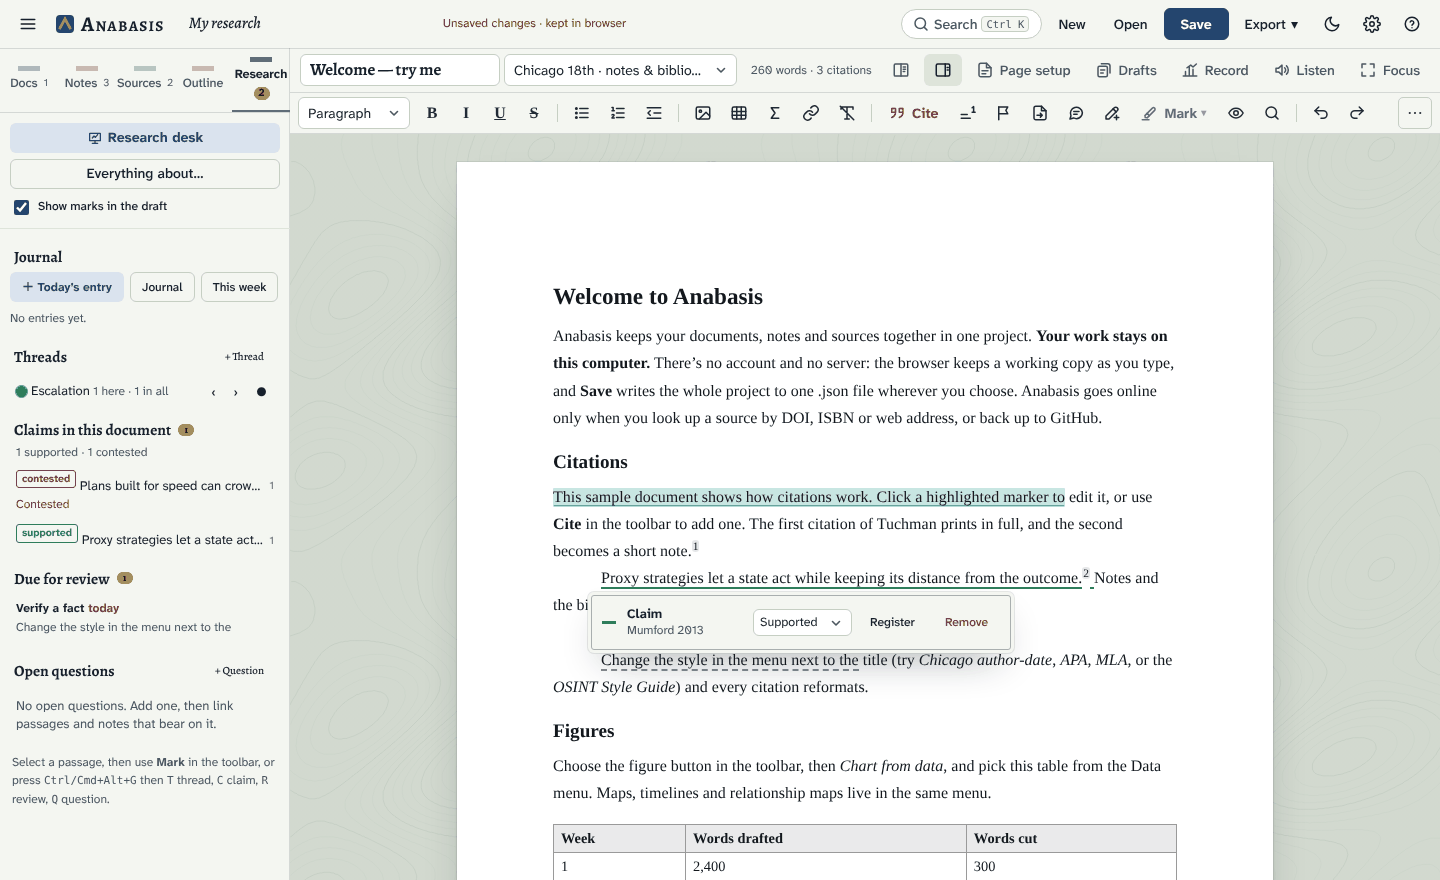 ANABASIS
My research
Unsaved changes · kept in browser
Search Ctrl K
New
Open
Save
Export ▾
Docs 1
Notes 3
Sources 2
Outline
Research 2
Welcome — try me
Chicago 18th · notes & biblio...
260 words · 3 citations
Page setup
Drafts
Record
Listen
Focus
Paragraph
B I U S
Σ
Cite
Mark ▾
Research desk
Everything about...
Show marks in the draft
Journal
+ Today's entry
Journal
This week
No entries yet.
Threads
+ Thread
Escalation 1 here · 1 in all
Claims in this document 1
1 supported · 1 contested
contested Plans built for speed can crow... 1
Contested
supported Proxy strategies let a state act... 1
Due for review 1
Verify a fact today
Change the style in the menu next to the
Open questions
+ Question
No open questions. Add one, then link
passages and notes that bear on it.
Select a passage, then use Mark in the toolbar, or
press Ctrl/Cmd+Alt+G then T thread, C claim, R
review, Q question.
Welcome to Anabasis
Anabasis keeps your documents, notes and sources together in one project. Your work stays on
this computer. There's no account and no server: the browser keeps a working copy as you type,
and Save writes the whole project to one .json file wherever you choose. Anabasis goes online
only when you look up a source by DOI, ISBN or web address, or back up to GitHub.
Citations
This sample document shows how citations work. Click a highlighted marker to edit it, or use
Cite in the toolbar to add one. The first citation of Tuchman prints in full, and the second
becomes a short note.1
Proxy strategies let a state act while keeping its distance from the outcome.2 Notes and
the bi
Claim
Mumford 2013
Supported
Register
Remove
Change the style in the menu next to the title (try Chicago author-date, APA, MLA, or the
OSINT Style Guide) and every citation reformats.
Figures
Choose the figure button in the toolbar, then Chart from data, and pick this table from the Data
menu. Maps, timelines and relationship maps live in the same menu.
Week Words drafted Words cut
1 2,400 300